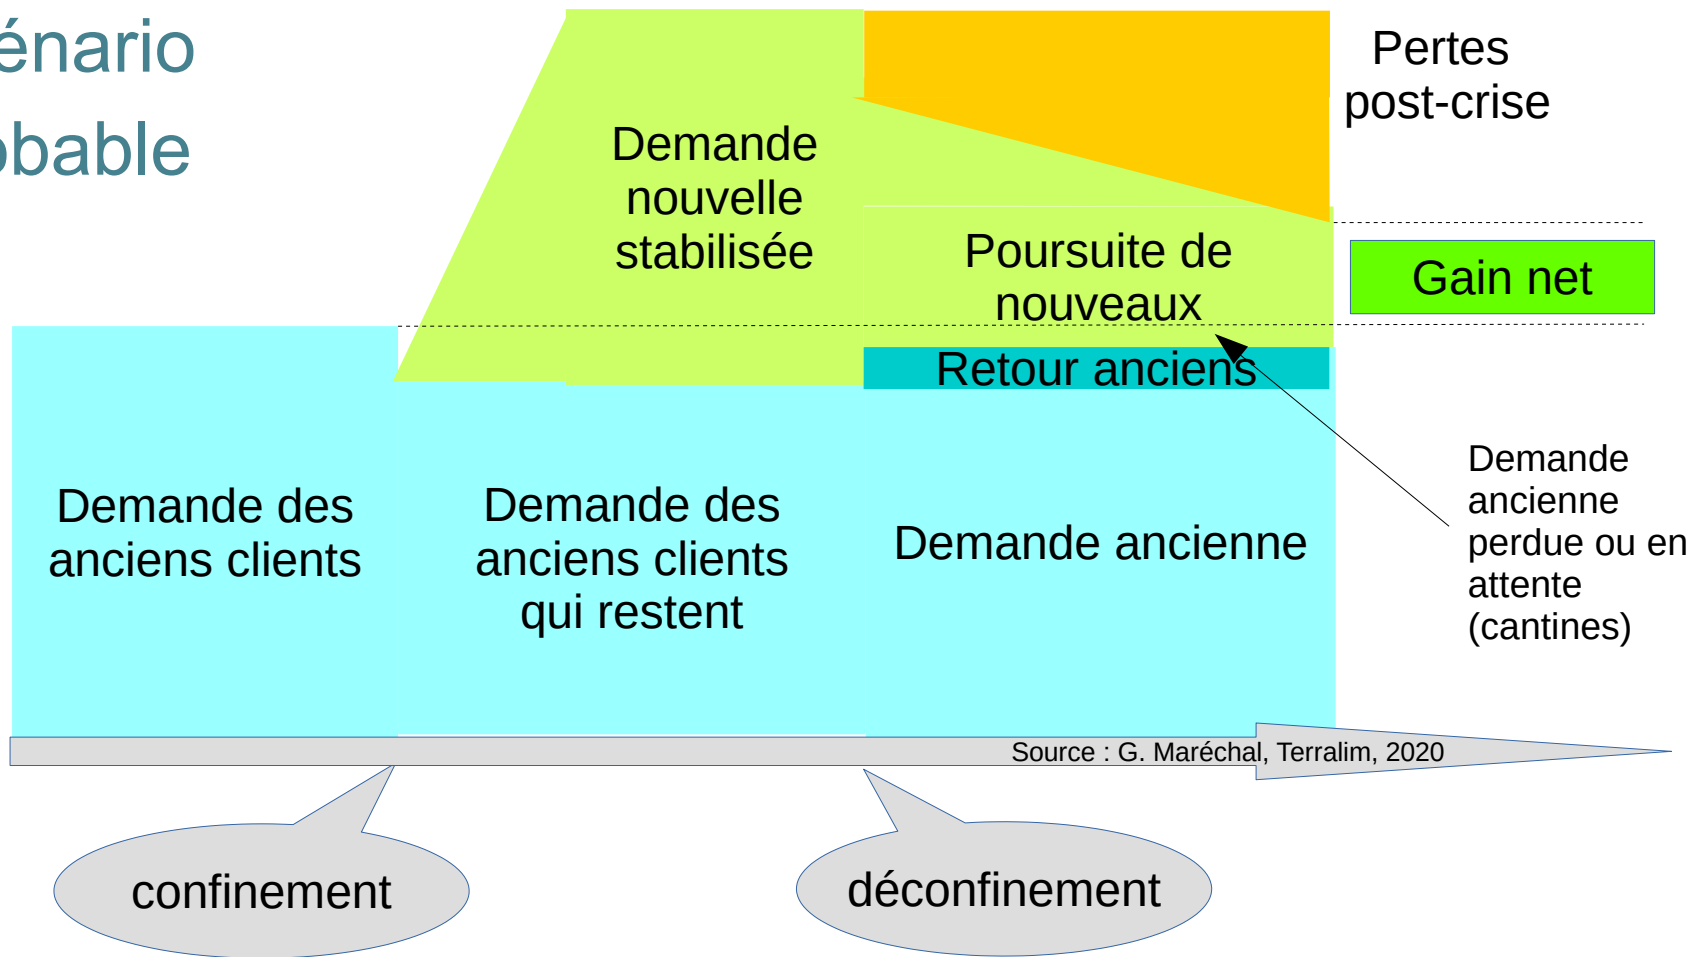 énario
obable
Pertes
post-crise
Demande
nouvelle
stabilisée
Poursuite de
nouveaux
Gain net
Retour anciens
Demande des
anciens clients
Demande des
anciens clients
qui restent
Demande ancienne
Demande
ancienne
perdue ou en
attente
(cantines)
Source : G. Maréchal, Terralim, 2020
confinement
déconfinement